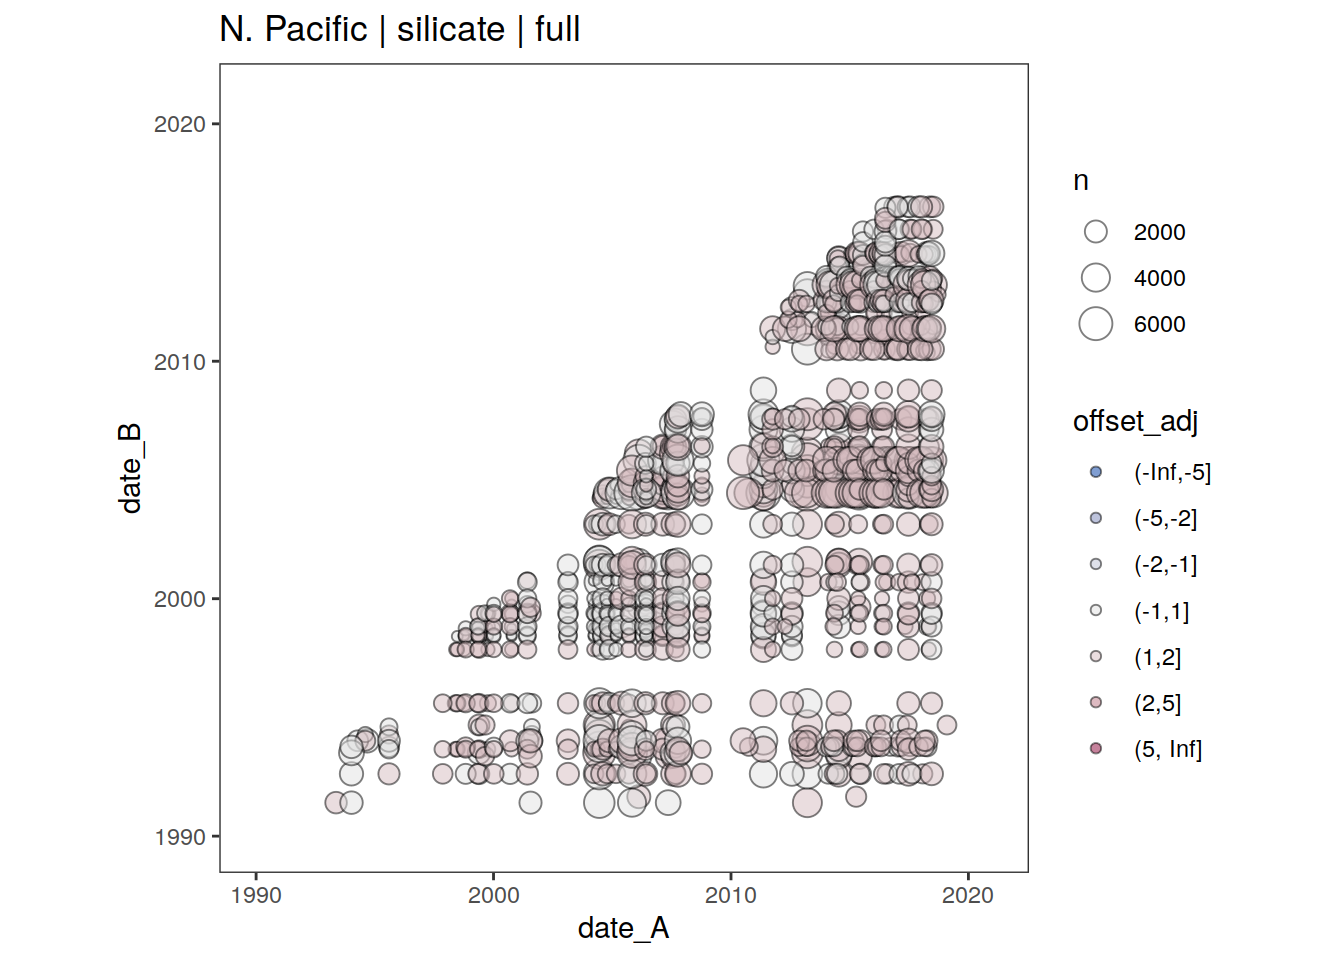 N. Pacific | silicate | full
2020
2010
2000
1990
date_B
1990
2000
2010
2020
date_A
n
2000
4000
6000
offset_adj
(-Inf,-5]
(-5,-2]
(-2,-1]
(-1,1]
(1,2]
(2,5]
(5, Inf]